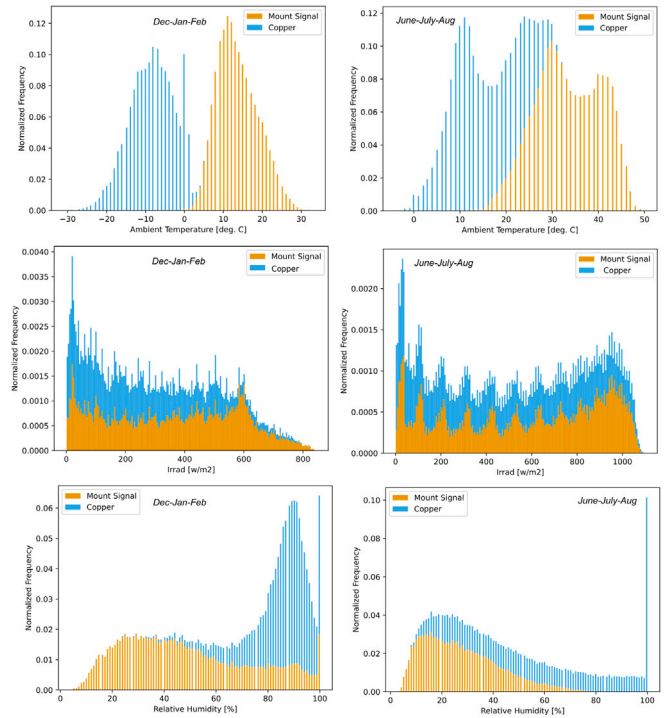 Dec-Jan-Feb
Mount Signal
Copper
Normalized Frequency
0.12
0.10
0.08
0.06
0.04
0.02
0.00
−30 −20 −10 0 10 20 30
Ambient Temperature [deg. C]
June-July-Aug
Mount Signal
Copper
Normalized Frequency
0.12
0.10
0.08
0.06
0.04
0.02
0.00
0 10 20 30 40 50
Ambient Temperature [deg. C]
Dec-Jan-Feb
Mount Signal
Copper
Normalized Frequency
0.0040
0.0035
0.0030
0.0025
0.0020
0.0015
0.0010
0.0005
0.0000
0 200 400 600 800
Irrad [w/m2]
June-July-Aug
Mount Signal
Copper
Normalized Frequency
0.0020
0.0015
0.0010
0.0005
0.0000
0 200 400 600 800 1000
Irrad [w/m2]
Mount Signal
Copper
Dec-Jan-Feb
Normalized Frequency
0.06
0.05
0.04
0.03
0.02
0.01
0.00
0 20 40 60 80 100
Relative Humidity [%]
Mount Signal
Copper
June-July-Aug
Normalized Frequency
0.10
0.08
0.06
0.04
0.02
0.00
0 20 40 60 80 100
Relative Humidity [%]